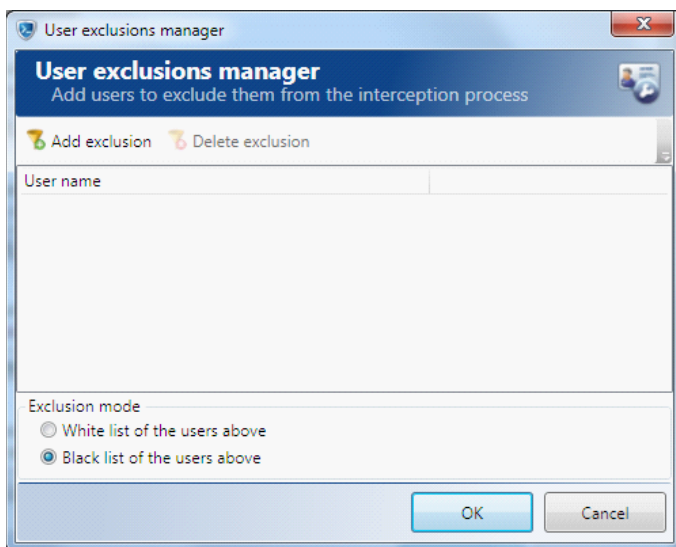 User exclusions manager
User exclusions manager
Add users to exclude them from the interception process
Add exclusion Delete exclusion
User name
Exclusion mode
White list of the users above
Black list of the users above
OK Cancel